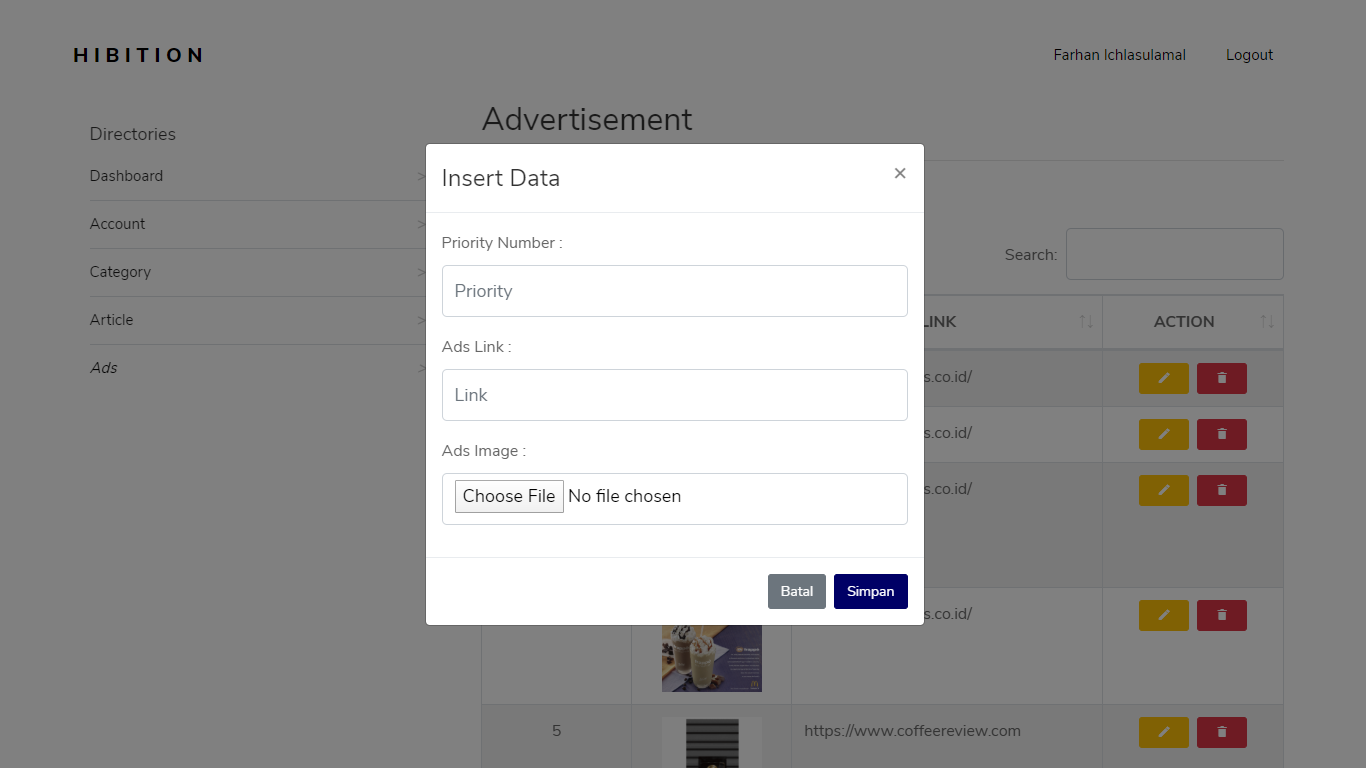 HIBITION
Farhan Ichlasulamal Logout
Directories
Dashboard >
Account >
Category >
Article >
Ads >
Advertisement
Insert Data ×
Priority Number :
Priority
Ads Link :
Link
Ads Image :
Choose File No file chosen
Batal Simpan
Search:
LINK ACTION
s.co.id/
s.co.id/
s.co.id/
s.co.id/
5 https://www.coffeereview.com